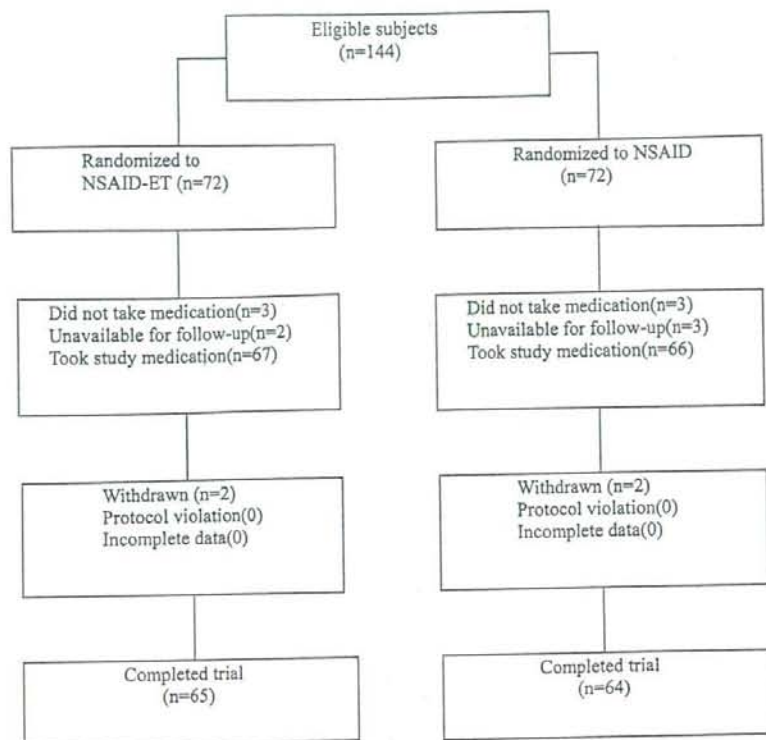 Eligible subjects
(n=144)
Randomized to
NSAID-ET (n=72)
Randomized to NSAID
(n=72)
Did not take medication(n=3)
Unavailable for follow-up(n=2)
Took study medication(n=67)
Did not take medication(n=3)
Unavailable for follow-up(n=3)
Took study medication(n=66)
Withdrawn (n=2)
Protocol violation(0)
Incomplete data(0)
Withdrawn (n=2)
Protocol violation(0)
Incomplete data(0)
Completed trial
(n=65)
Completed trial
(n=64)